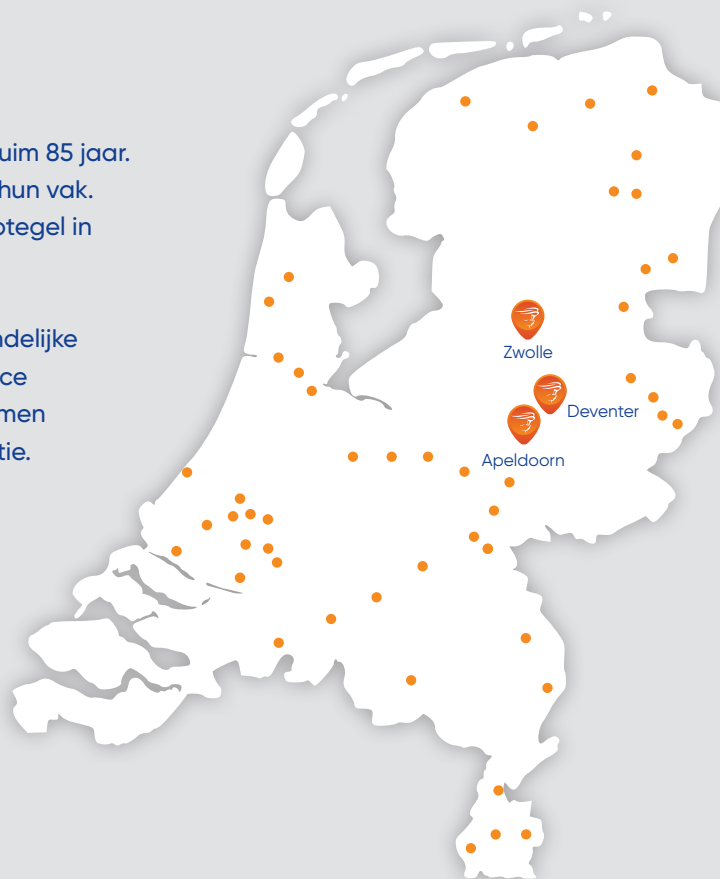 uim 85 jaar.
hun vak.
otegel in
ndelijke
ce
men
tie.
Zwolle
Deventer
Apeldoorn